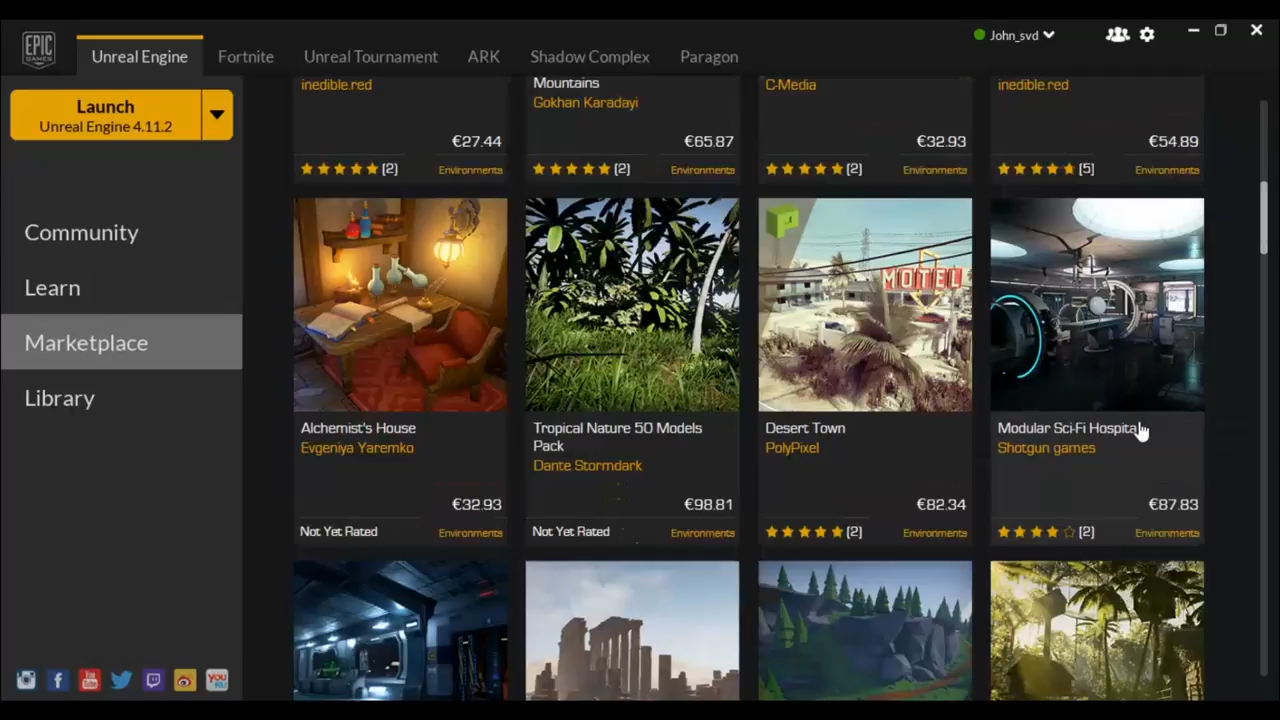 EPIC
GAMES
Unreal Engine
Fortnite
Unreal Tournament
ARK
Shadow Complex
Paragon
John_svd
Launch
Unreal Engine 4.11.2
Community
Learn
Marketplace
Library
inedible.red
€27.44
(2)
Environments
Mountains
Gokhan Karadayi
€65.87
(2)
Environments
C-Media
€32.93
(2)
Environments
inedible.red
€54.89
(5)
Environments
MOTEL
Alchemist's House
Evgeniya Yaremko
€32.93
Not Yet Rated
Environments
Tropical Nature 50 Models
Pack
Dante Stormdark
€98.81
Not Yet Rated
Environments
Desert Town
PolyPixel
€82.34
(2)
Environments
Modular Sci-Fi Hospital
Shotgun games
€87.83
(2)
Environments
You
Tube
YOU